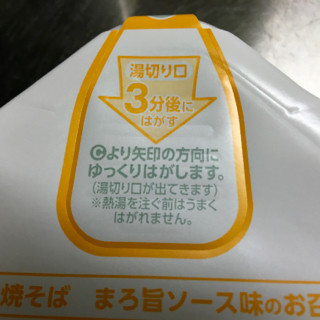 湯切り口
3分後に
はがす
Ⓒより矢印の方向に
ゆっくりはがします。
(湯切り口が出てきます)
※熱湯を注ぐ前はうまく
はがれません。
焼そば まろ旨ソース味のお召